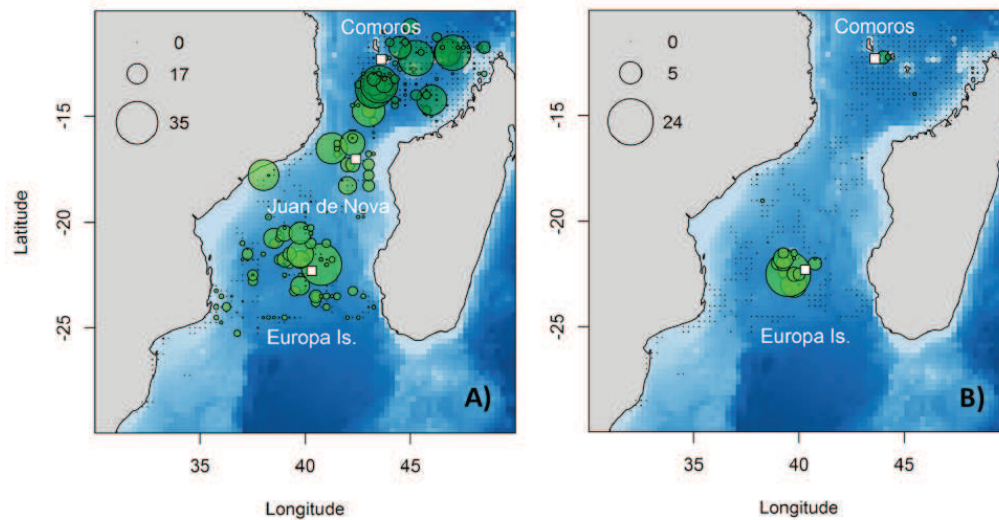 Comoros
0
17
35
Juan de Nova
Europa Is.
A)
-15
-20
-25
Latitude
35 40 45
Longitude
Comoros
0
5
24
Europa Is.
B)
-15
-20
-25
35 40 45
Longitude